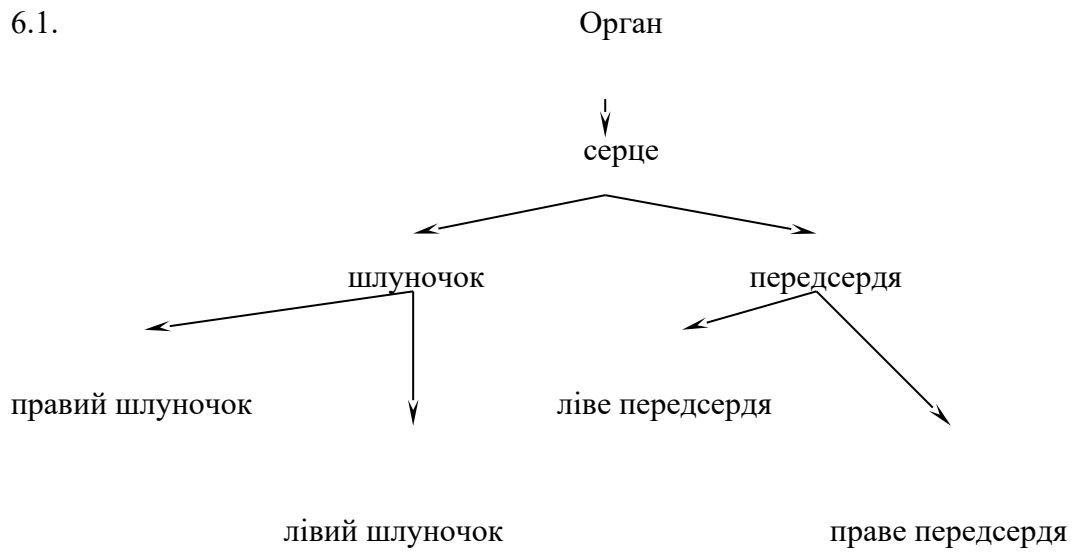 6.1. Орган
серце
шлуночок передсердя
правий шлуночок ліве передсердя
лівий шлуночок праве передсердя